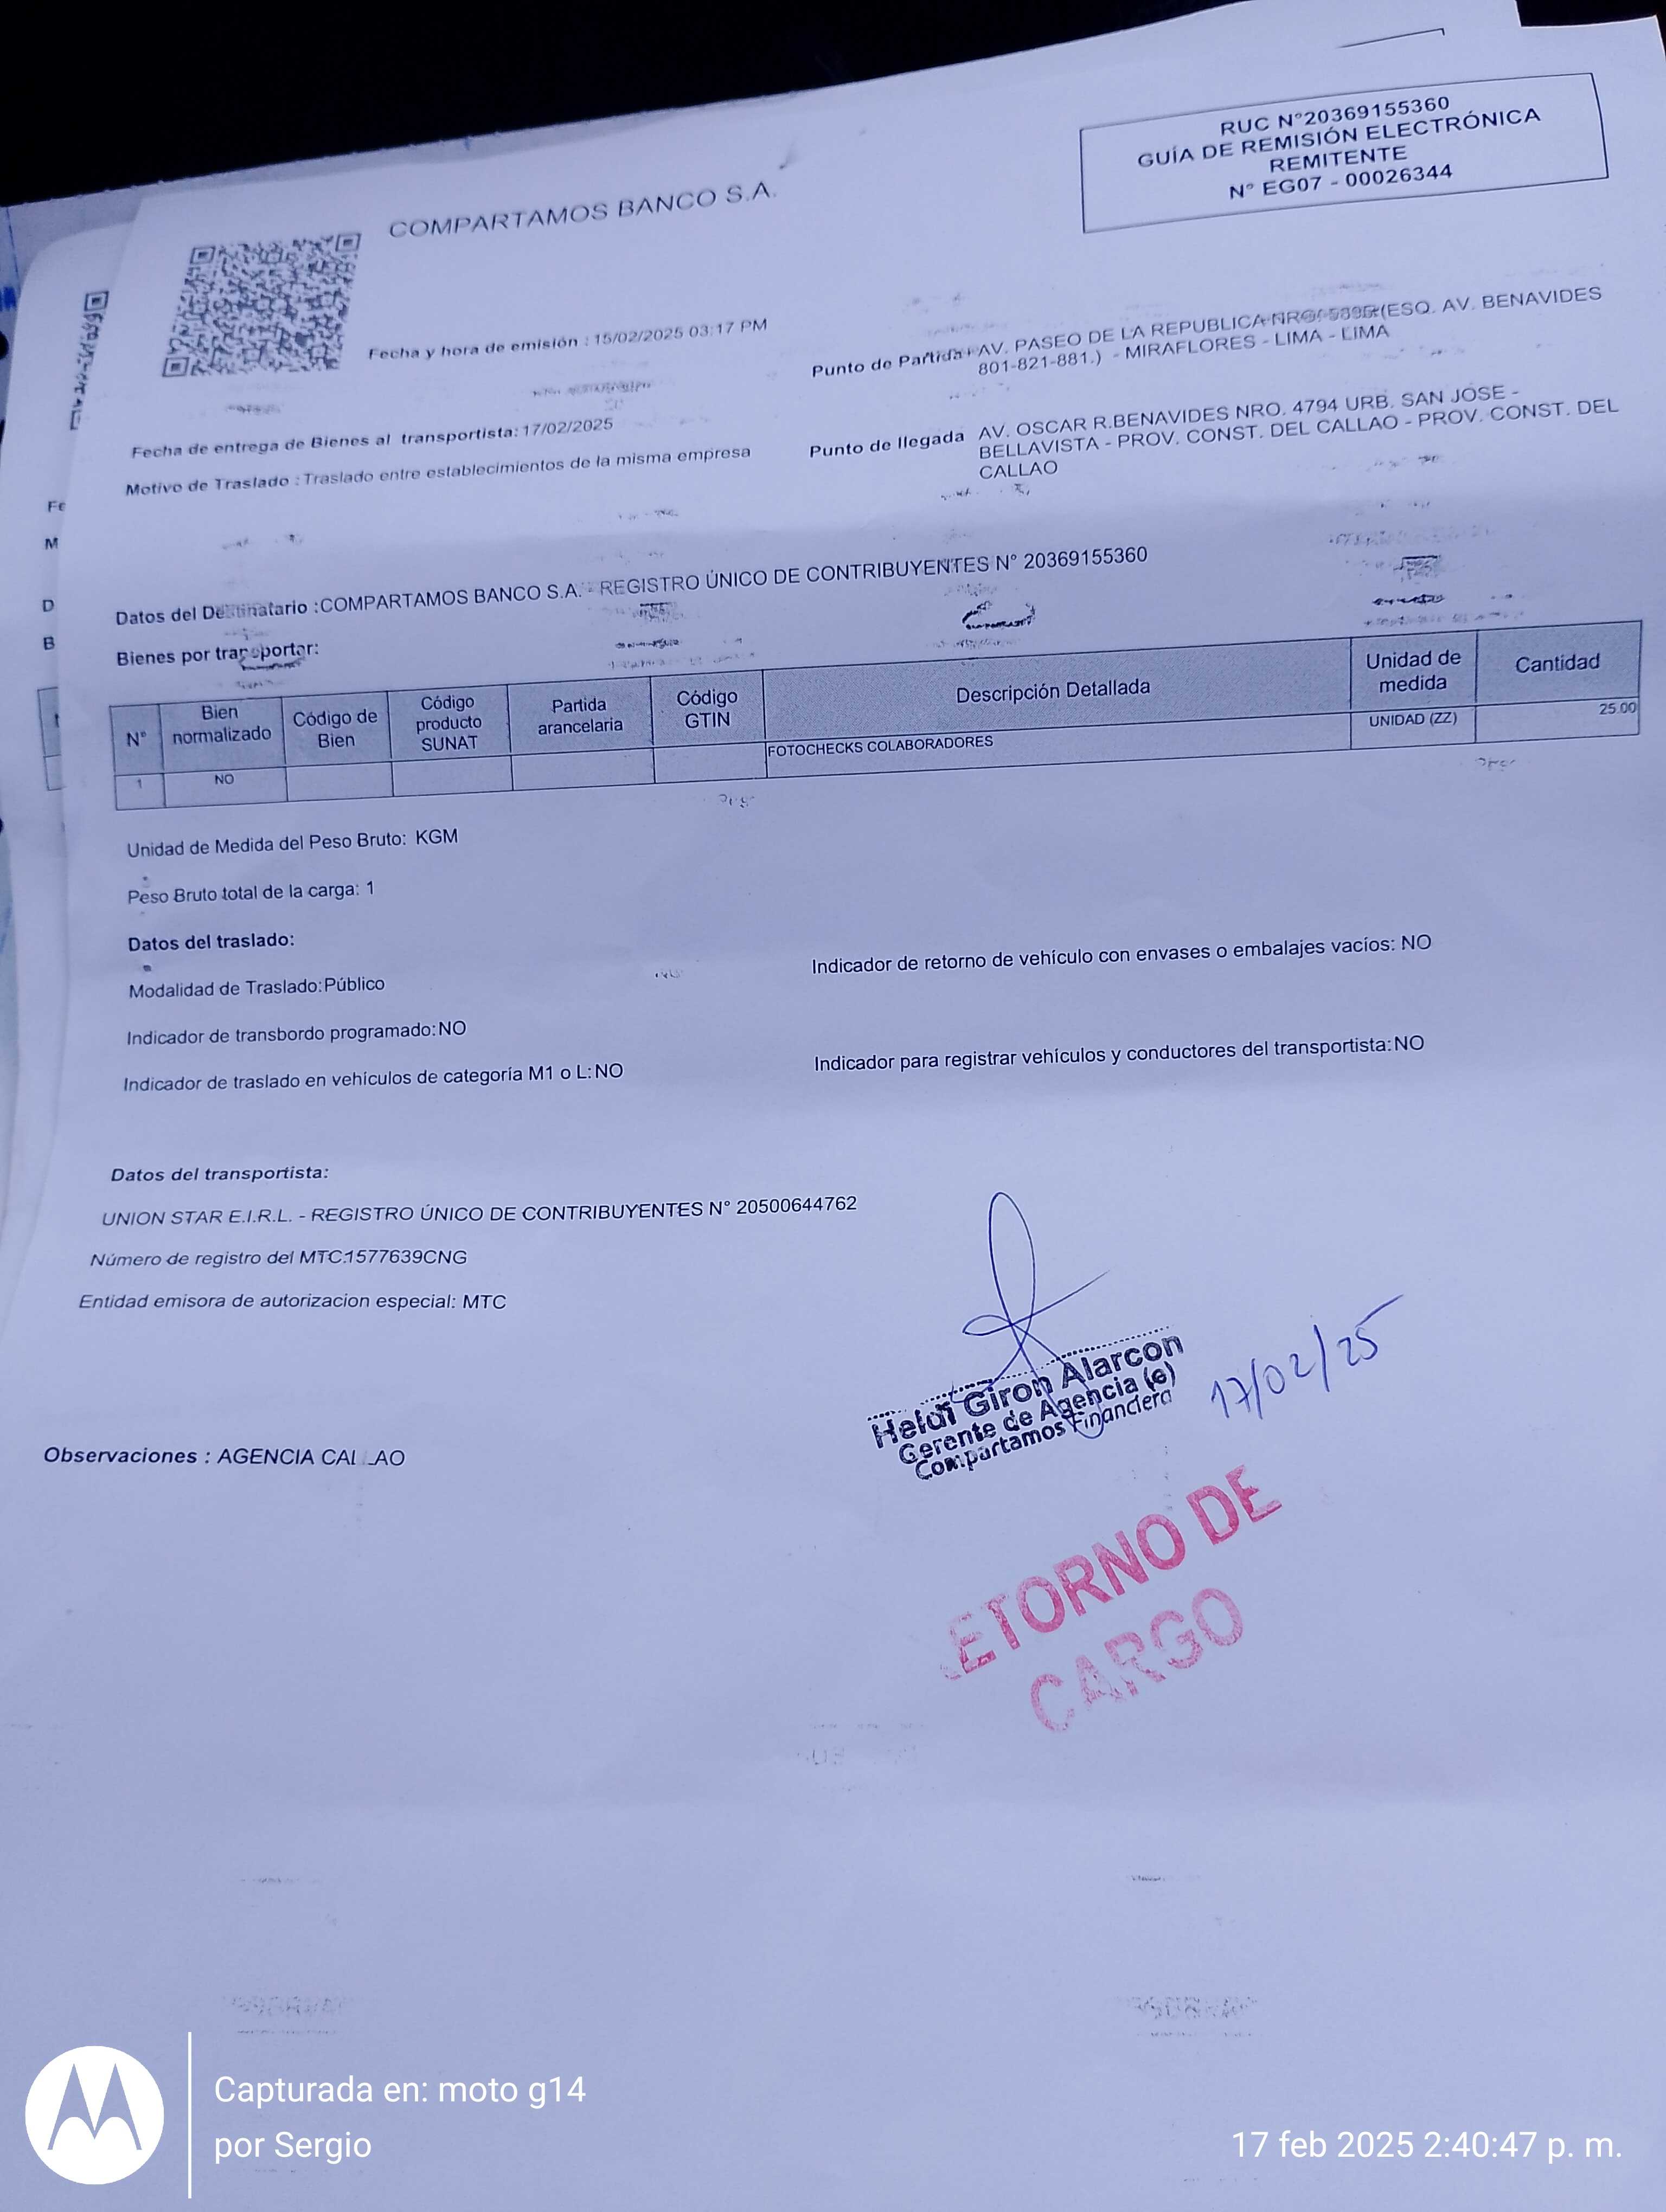 RUC N°20369155360
GUÍA DE REMISIÓN ELECTRÓNICA
REMITENTE
N° EG07 - 00026344
COMPARTAMOS BANCO S.A.
Fecha y hora de emisión : 15/02/2025 03:17 PM
Punto de Partida: AV. PASEO DE LA REPUBLICA NRO. (ESQ. AV. BENAVIDES
801-821-881.) - MIRAFLORES - LIMA - LIMA
Fecha de entrega de Bienes al transportista: 17/02/2025
Motivo de Traslado : Traslado entre establecimientos de la misma empresa
Punto de llegada AV. OSCAR R.BENAVIDES NRO. 4794 URB. SAN JOSE -
BELLAVISTA - PROV. CONST. DEL CALLAO - PROV. CONST. DEL
CALLAO
Datos del Destinatario :COMPARTAMOS BANCO S.A. - REGISTRO ÚNICO DE CONTRIBUYENTES N° 20369155360
Bienes por transportar:
N° Bien normalizado Código de Bien Código producto SUNAT Partida arancelaria Código GTIN Descripción Detallada Unidad de medida Cantidad
1 NO FOTOCHECKS COLABORADORES UNIDAD (ZZ) 25.00
Unidad de Medida del Peso Bruto: KGM
Peso Bruto total de la carga: 1
Datos del traslado:
Modalidad de Traslado:Público
Indicador de retorno de vehículo con envases o embalajes vacíos: NO
Indicador de transbordo programado:NO
Indicador de traslado en vehículos de categoría M1 o L:NO
Indicador para registrar vehículos y conductores del transportista:NO
Datos del transportista:
UNION STAR E.I.R.L. - REGISTRO ÚNICO DE CONTRIBUYENTES N° 20500644762
Número de registro del MTC:1577639CNG
Entidad emisora de autorizacion especial: MTC
Heidi Giron Alarcon
Gerente de Agencia (e)
Compartamos Financiera
17/02/25
Observaciones : AGENCIA CALLAO
RETORNO DE
CARGO
Capturada en: moto g14
por Sergio
17 feb 2025 2:40:47 p. m.